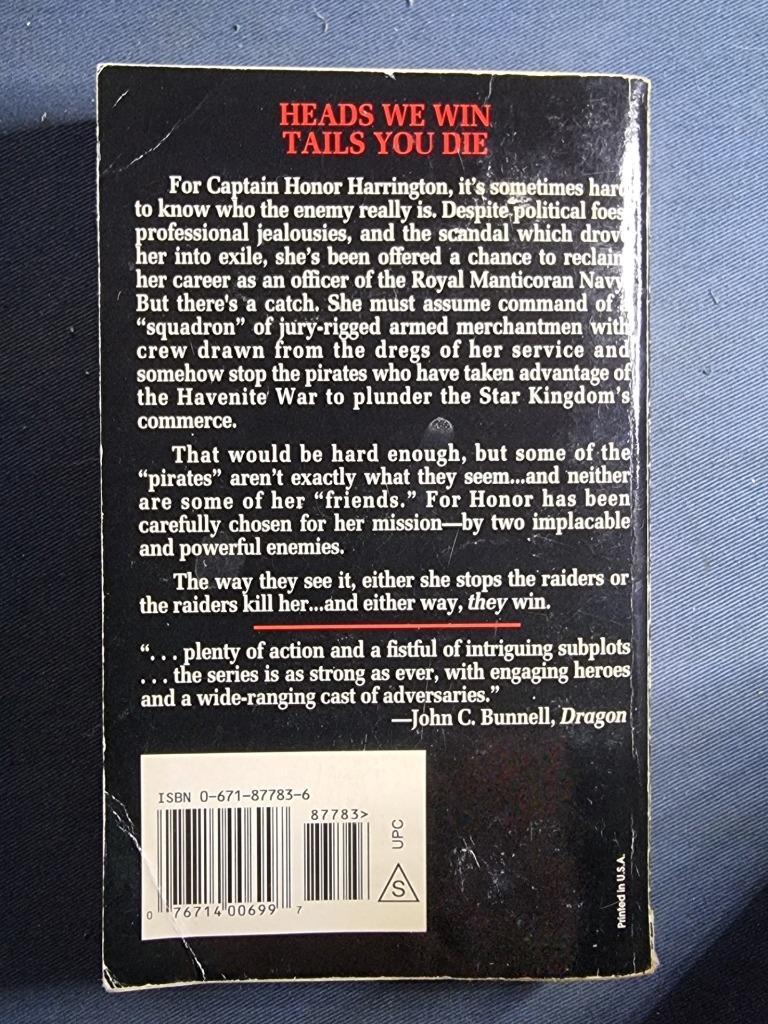 HEADS WE WIN
TAILS YOU DIE
For Captain Honor Harrington, it's sometimes hard
to know who the enemy really is. Despite political foes
professional jealousies, and the scandal which drov
her into exile, she's been offered a chance to reclaim
her career as an officer of the Royal Manticoran Navy
But there's a catch. She must assume command of a
“squadron” of jury-rigged armed merchantmen with
crew drawn from the dregs of her service and
somehow stop the pirates who have taken advantage of
the Havenite War to plunder the Star Kingdom's
commerce.
That would be hard enough, but some of the
“pirates” aren't exactly what they seem...and neither
are some of her “friends.” For Honor has been
carefully chosen for her mission—by two implacable
and powerful enemies.
The way they see it, either she stops the raiders or
the raiders kill her...and either way, they win.
“. . . plenty of action and a fistful of intriguing subplots
. . . the series is as strong as ever, with engaging heroes
and a wide-ranging cast of adversaries.”
—John C. Bunnell, Dragon
ISBN 0-671-87783-6
87783>
UPC
S
0 76714 00699 7
Printed in U.S.A.